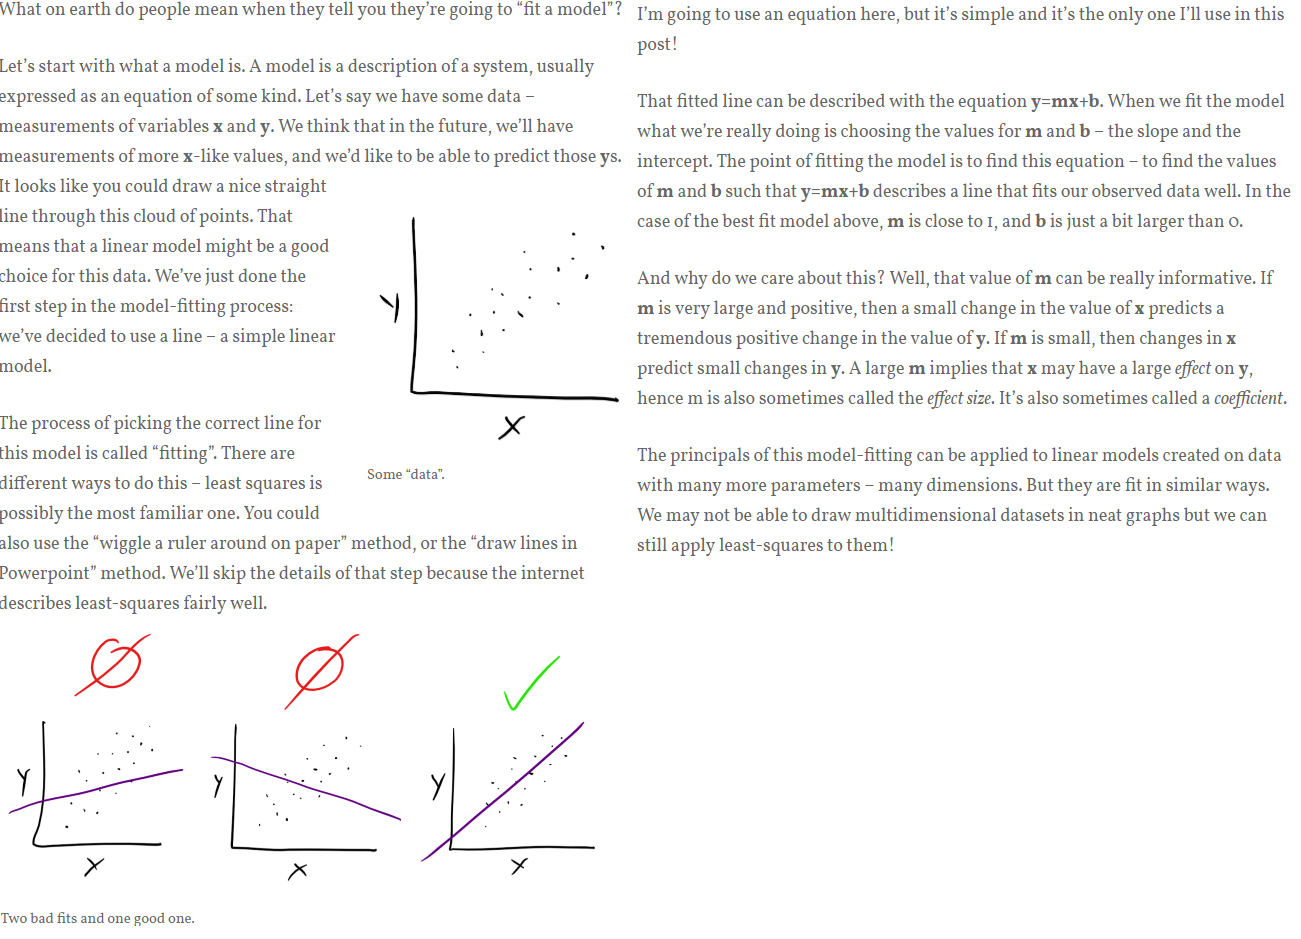 What on earth do people mean when they tell you they’re going to “fit a model”?
Let’s start with what a model is. A model is a description of a system, usually
expressed as an equation of some kind. Let’s say we have some data –
measurements of variables x and y. We think that in the future, we’ll have
measurements of more x-like values, and we’d like to be able to predict those ys.
It looks like you could draw a nice straight
line through this cloud of points. That
means that a linear model might be a good
choice for this data. We’ve just done the
first step in the model-fitting process:
we’ve decided to use a line – a simple linear
model.
Y
X
Some “data”.
The process of picking the correct line for
this model is called “fitting”. There are
different ways to do this – least squares is
possibly the most familiar one. You could
also use the “wiggle a ruler around on paper” method, or the “draw lines in
Powerpoint” method. We’ll skip the details of that step because the internet
describes least-squares fairly well.
Y
X
Y
X
Y
X
Two bad fits and one good one.
I’m going to use an equation here, but it’s simple and it’s the only one I’ll use in this
post!
That fitted line can be described with the equation y=mx+b. When we fit the model
what we’re really doing is choosing the values for m and b – the slope and the
intercept. The point of fitting the model is to find this equation – to find the values
of m and b such that y=mx+b describes a line that fits our observed data well. In the
case of the best fit model above, m is close to 1, and b is just a bit larger than 0.
And why do we care about this? Well, that value of m can be really informative. If
m is very large and positive, then a small change in the value of x predicts a
tremendous positive change in the value of y. If m is small, then changes in x
predict small changes in y. A large m implies that x may have a large effect on y,
hence m is also sometimes called the effect size. It’s also sometimes called a coefficient.
The principals of this model-fitting can be applied to linear models created on data
with many more parameters – many dimensions. But they are fit in similar ways.
We may not be able to draw multidimensional datasets in neat graphs but we can
still apply least-squares to them!